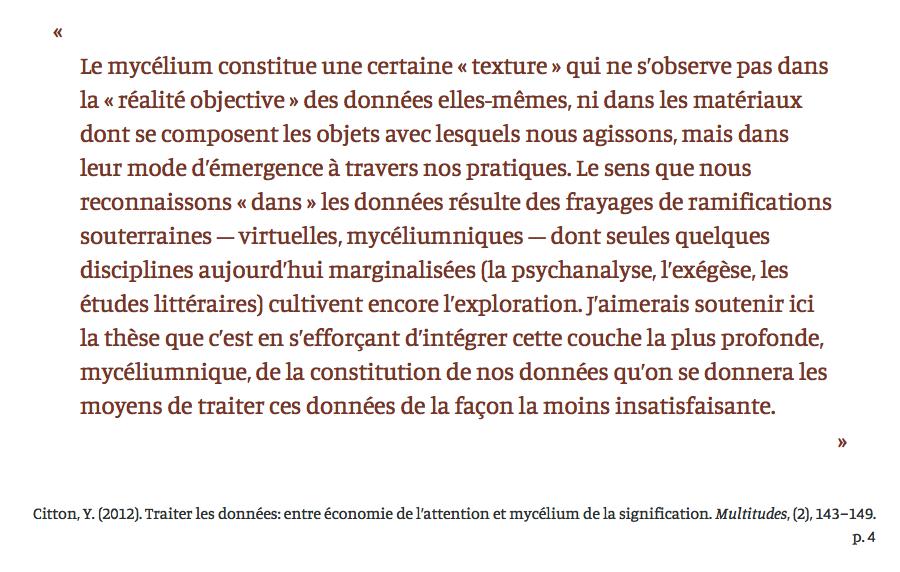 «
Le mycélium constitue une certaine « texture » qui ne s’observe pas dans
la « réalité objective » des données elles-mêmes, ni dans les matériaux
dont se composent les objets avec lesquels nous agissons, mais dans
leur mode d’émergence à travers nos pratiques. Le sens que nous
reconnaissons « dans » les données résulte des frayages de ramifications
souterraines — virtuelles, mycéliumniques — dont seules quelques
disciplines aujourd’hui marginalisées (la psychanalyse, l’exégèse, les
études littéraires) cultivent encore l’exploration. J’aimerais soutenir ici
la thèse que c’est en s’efforçant d’intégrer cette couche la plus profonde,
mycéliumnique, de la constitution de nos données qu’on se donnera les
moyens de traiter ces données de la façon la moins insatisfaisante.
»
Citton, Y. (2012). Traiter les données: entre économie de l’attention et mycélium de la signification. Multitudes, (2), 143–149.
p. 4